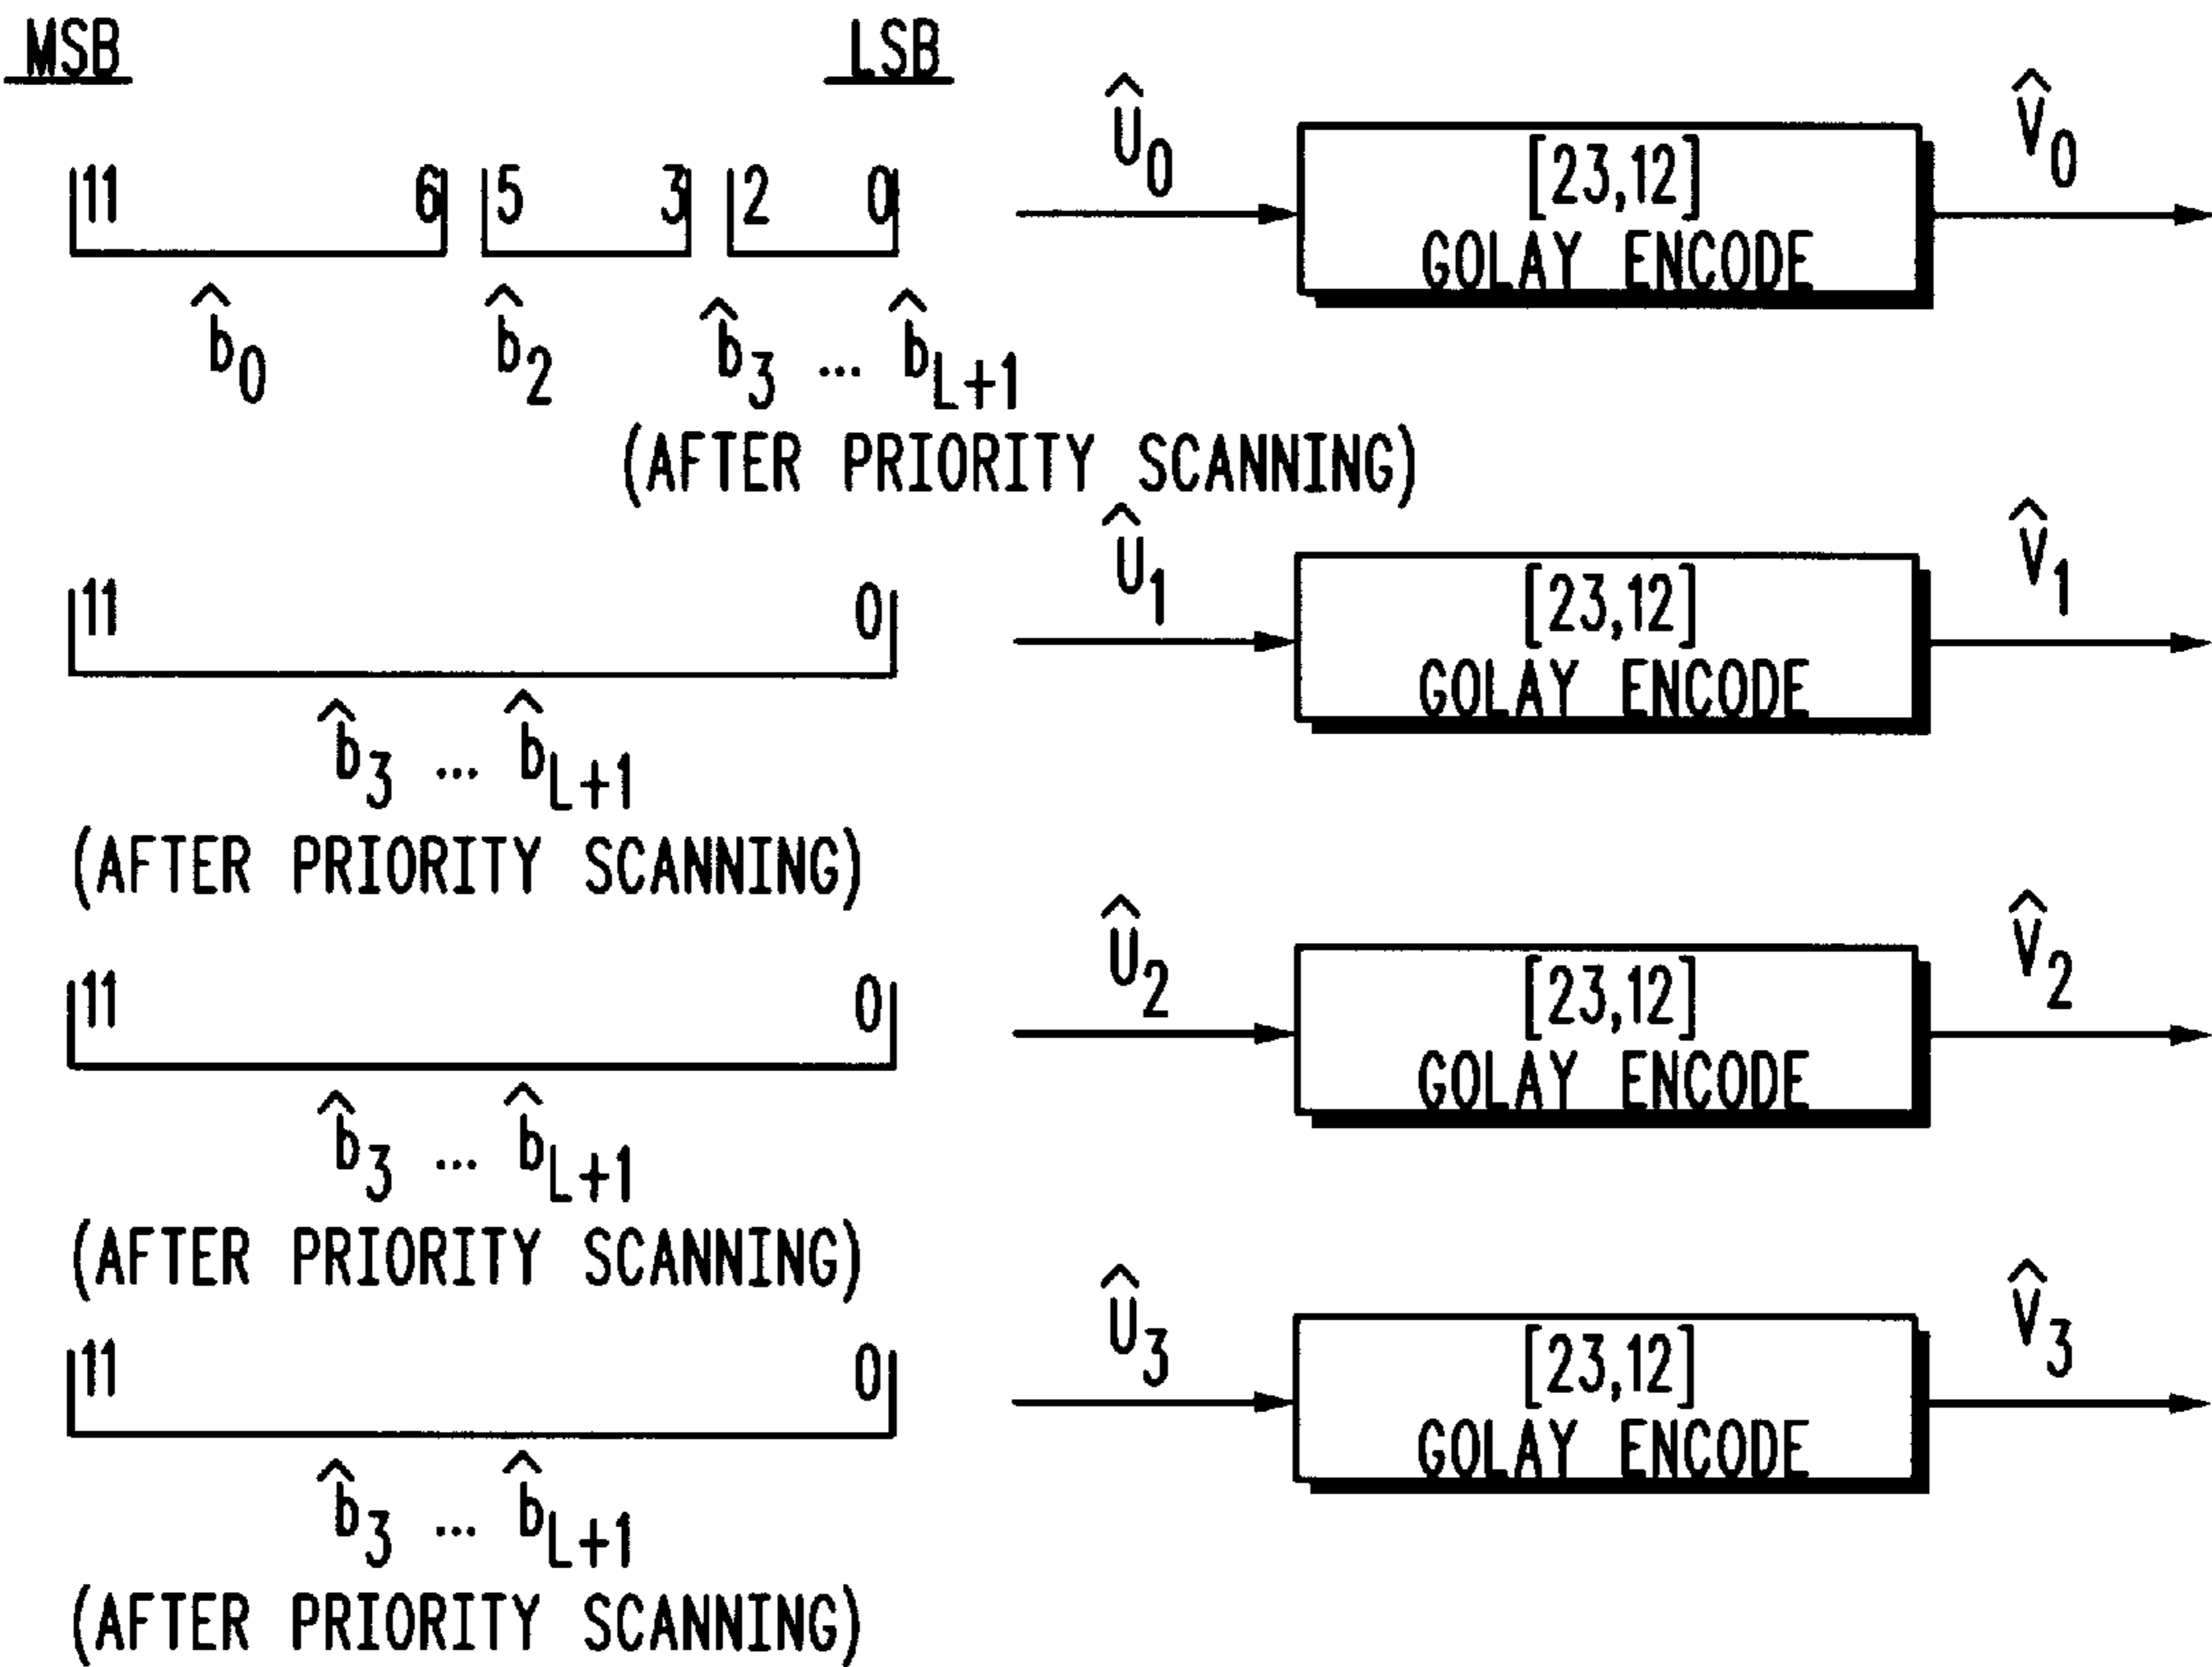 MSB LSB
Û₀ [23,12] V̂₀
11 6 5 3 2 0
GOLAY ENCODE
b̂₀ b̂₂ b̂₃ ... b̂L+1
(AFTER PRIORITY SCANNING)
Û₁ [23,12] V̂₁
11 0
GOLAY ENCODE
b̂₃ ... b̂L+1
(AFTER PRIORITY SCANNING)
Û₂ [23,12] V̂₂
11 0
GOLAY ENCODE
b̂₃ ... b̂L+1
(AFTER PRIORITY SCANNING)
Û₃ [23,12] V̂₃
11 0
GOLAY ENCODE
b̂₃ ... b̂L+1
(AFTER PRIORITY SCANNING)